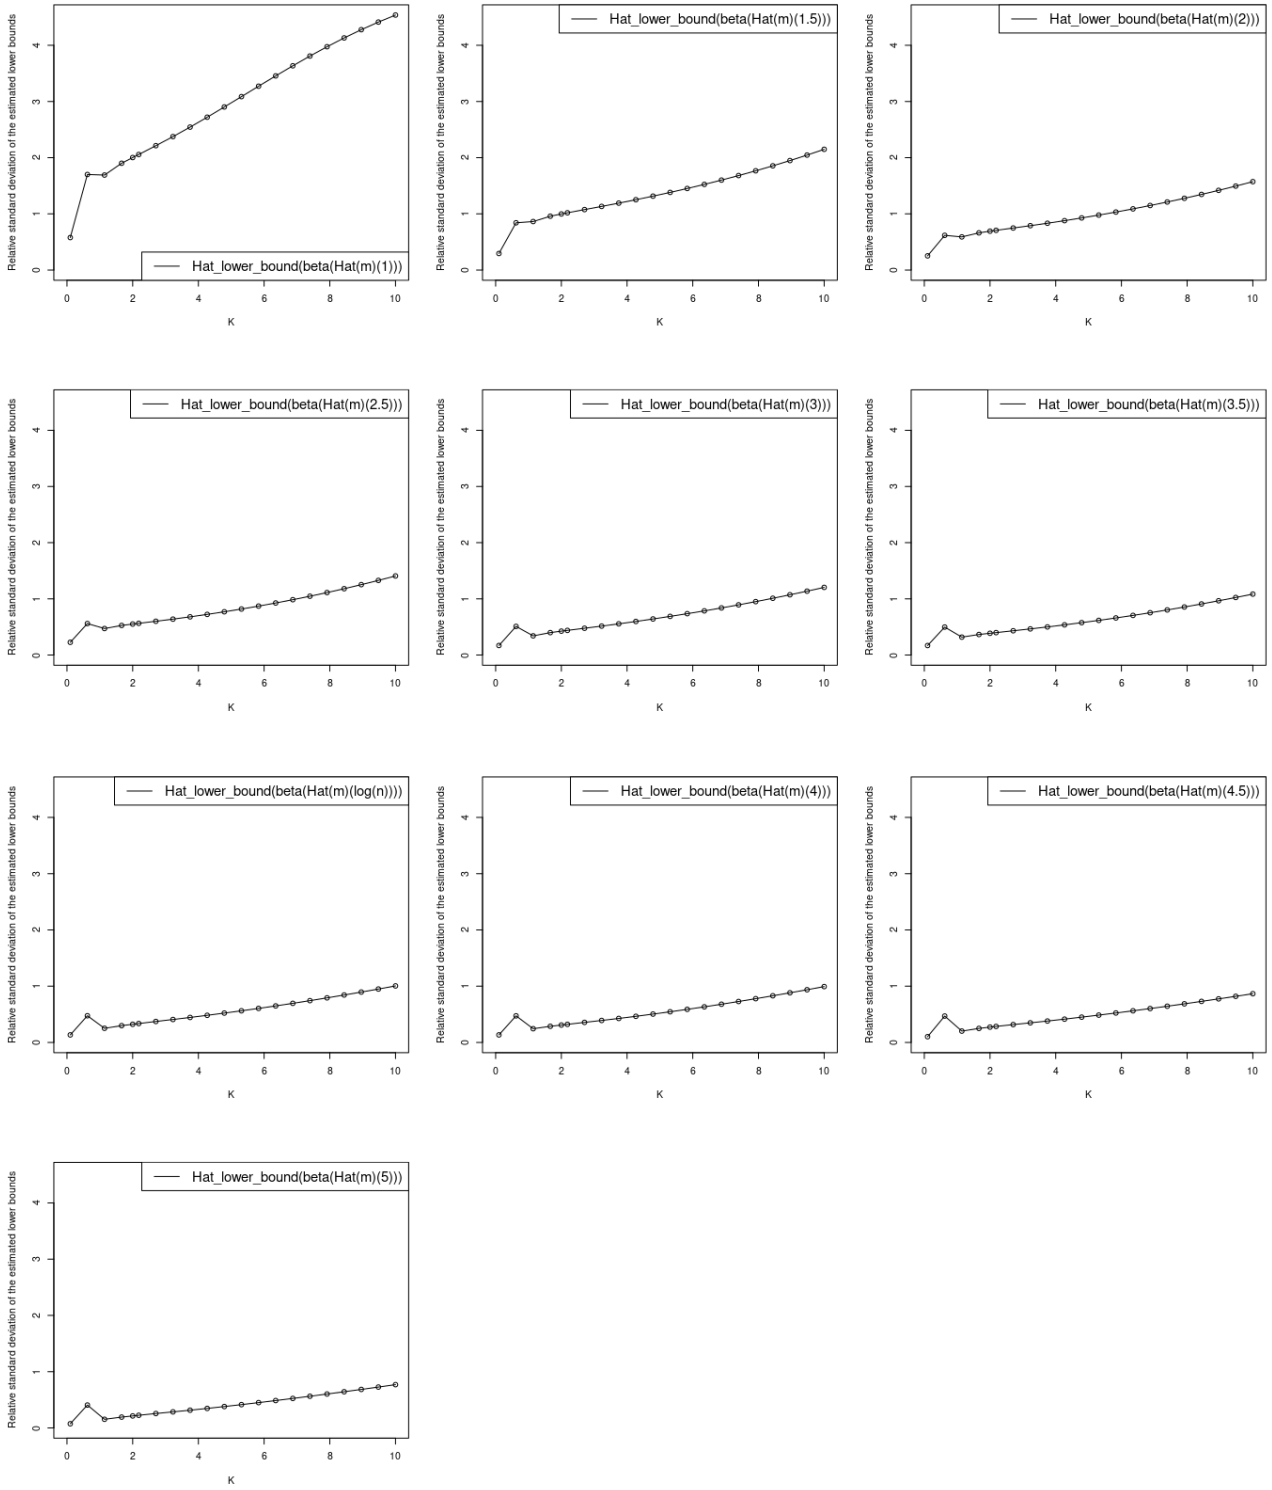 Relative standard deviation of the estimated lower bounds
4
3
2
1
0
Hat_lower_bound(beta(Hat(m)(1)))
0 2 4 6 8 10
K
Relative standard deviation of the estimated lower bounds
4
3
2
1
0
Hat_lower_bound(beta(Hat(m)(1.5)))
0 2 4 6 8 10
K
Relative standard deviation of the estimated lower bounds
4
3
2
1
0
Hat_lower_bound(beta(Hat(m)(2)))
0 2 4 6 8 10
K
Relative standard deviation of the estimated lower bounds
4
3
2
1
0
Hat_lower_bound(beta(Hat(m)(2.5)))
0 2 4 6 8 10
K
Relative standard deviation of the estimated lower bounds
4
3
2
1
0
Hat_lower_bound(beta(Hat(m)(3)))
0 2 4 6 8 10
K
Relative standard deviation of the estimated lower bounds
4
3
2
1
0
Hat_lower_bound(beta(Hat(m)(3.5)))
0 2 4 6 8 10
K
Relative standard deviation of the estimated lower bounds
4
3
2
1
0
Hat_lower_bound(beta(Hat(m)(log(n))))
0 2 4 6 8 10
K
Relative standard deviation of the estimated lower bounds
4
3
2
1
0
Hat_lower_bound(beta(Hat(m)(4)))
0 2 4 6 8 10
K
Relative standard deviation of the estimated lower bounds
4
3
2
1
0
Hat_lower_bound(beta(Hat(m)(4.5)))
0 2 4 6 8 10
K
Relative standard deviation of the estimated lower bounds
4
3
2
1
0
Hat_lower_bound(beta(Hat(m)(5)))
0 2 4 6 8 10
K